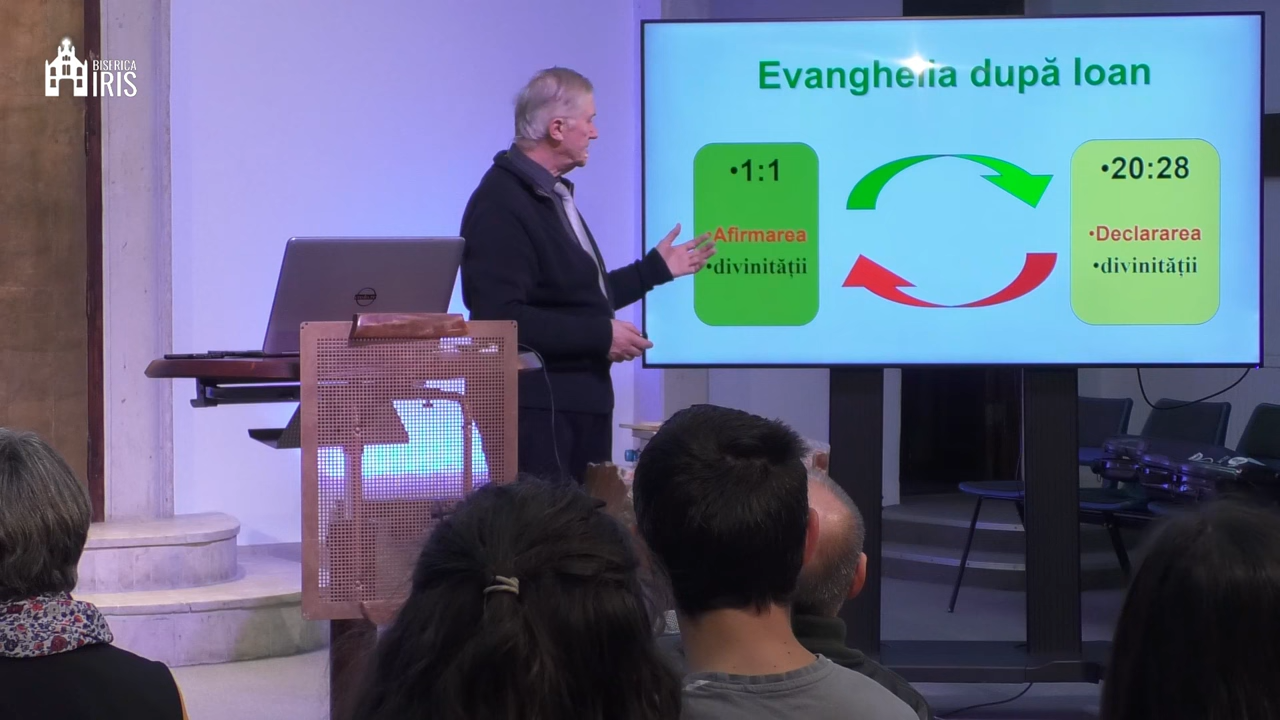 BISERICA
IRIS
Evanghelia după Ioan
•1:1
•Afirmarea
•divinității
•20:28
•Declararea
•divinității